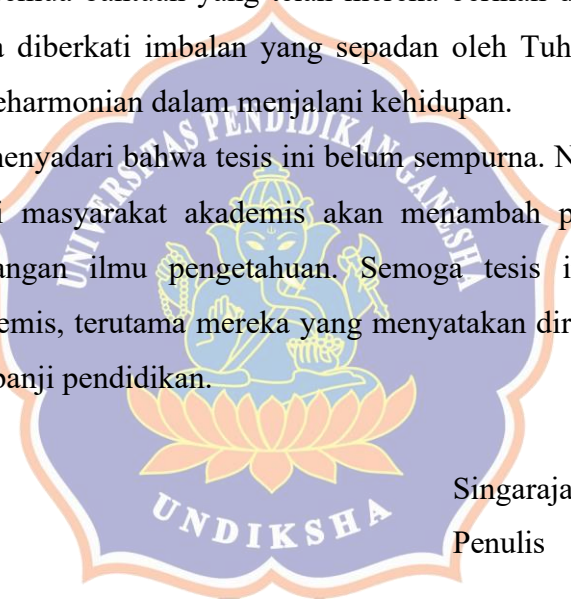 bantuan yang telah mereka berikan
a diberkati imbalan yang sepadan oleh Tuh
eharmonian dalam menjalani kehidupan.
UNIVERSITAS PENDIDIKAN GANESHA
menyadari bahwa tesis ini belum sempurna. N
i masyarakat akademis akan menambah p
angan ilmu pengetahuan. Semoga tesis i
emis, terutama mereka yang menyatakan dir
panji pendidikan.
Singaraja
UNDIKSHA
Penulis